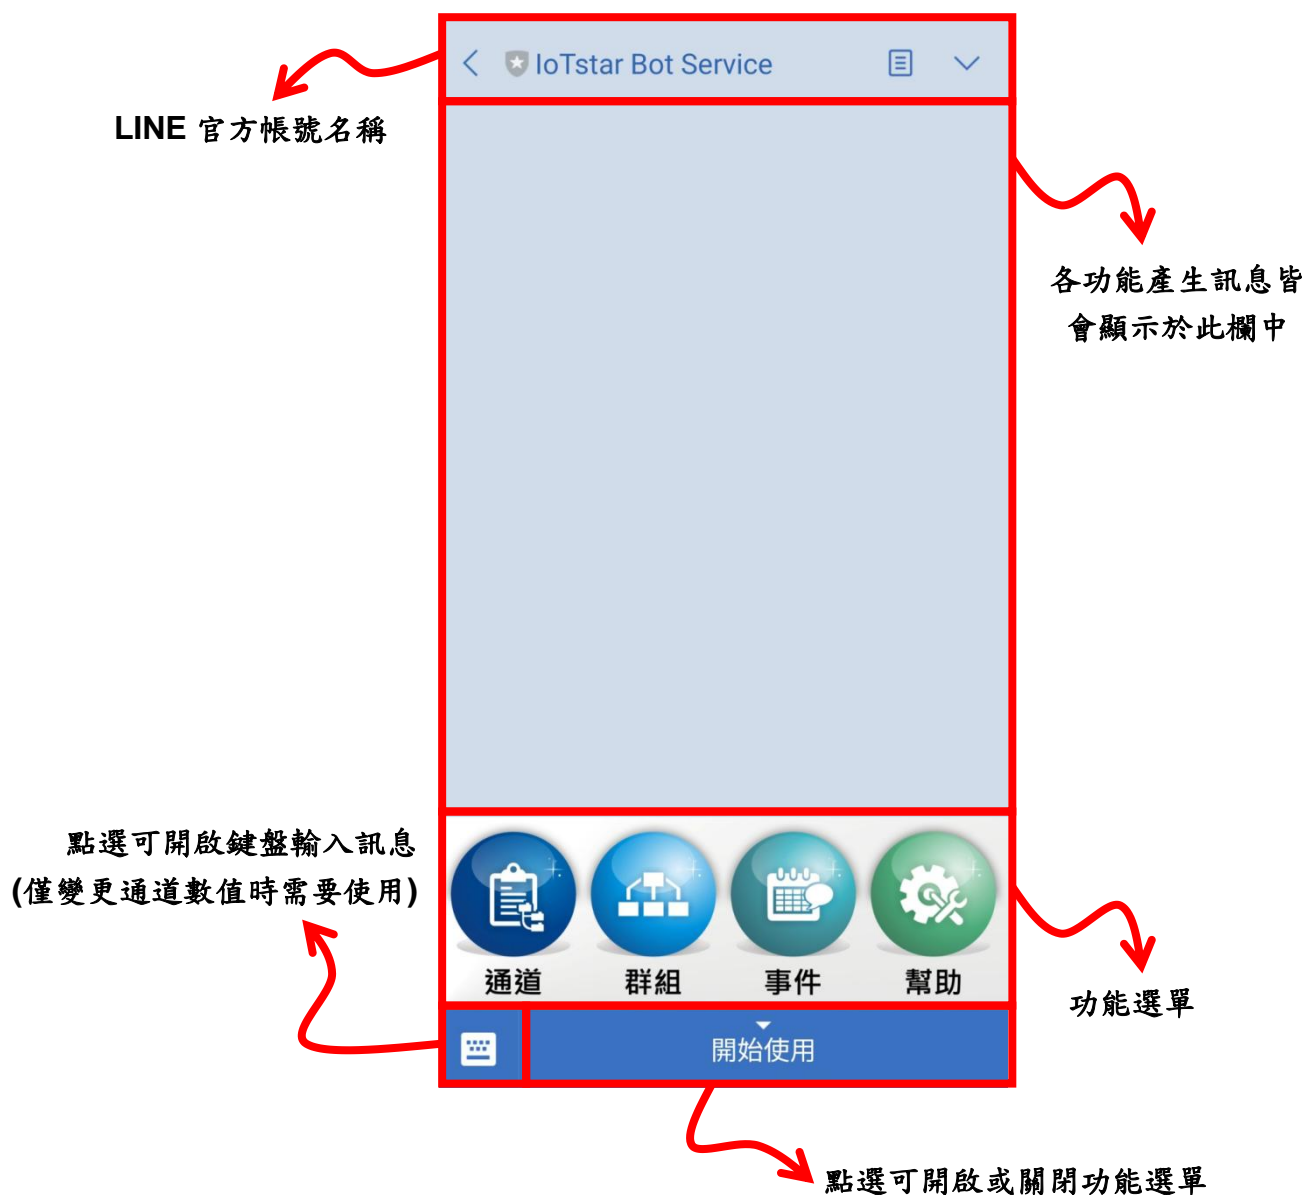 IoTstar Bot Service
LINE 官方帳號名稱
各功能產生訊息皆
會顯示於此欄中
點選可開啟鍵盤輸入訊息
(僅變更通道數值時需要使用)
通道
群組
事件
幫助
功能選單
開始使用
點選可開啟或關閉功能選單